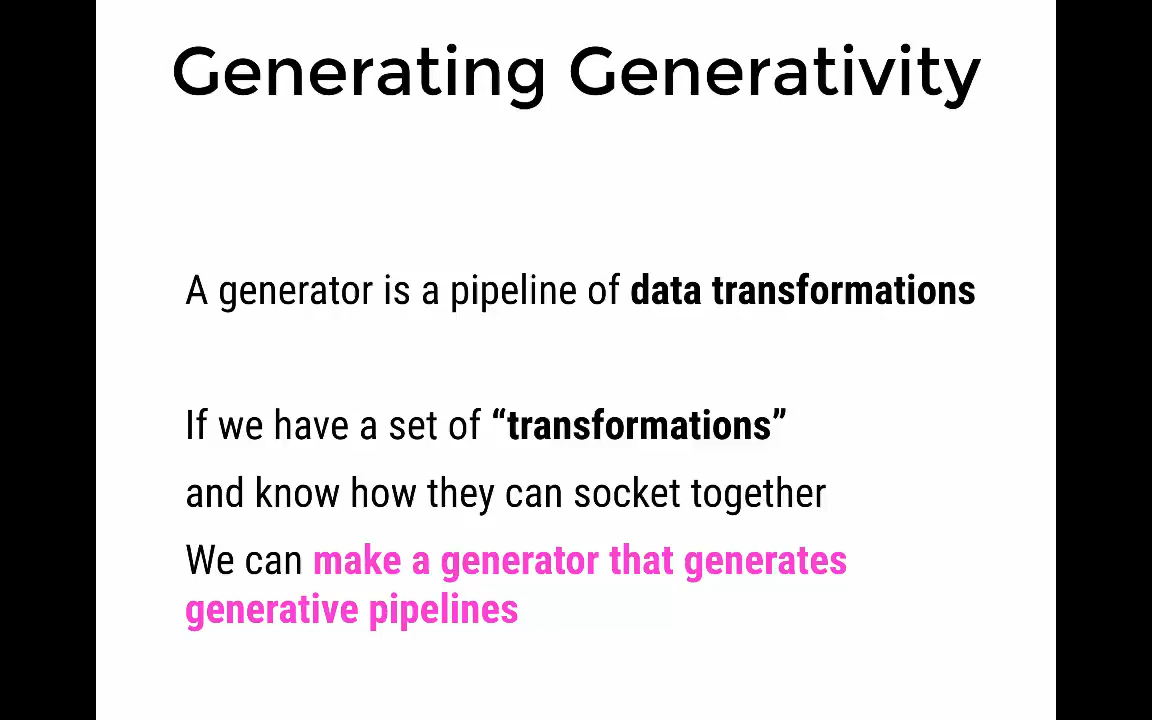 Generating Generativity
A generator is a pipeline of data transformations
If we have a set of “transformations”
and know how they can socket together
We can make a generator that generates
generative pipelines